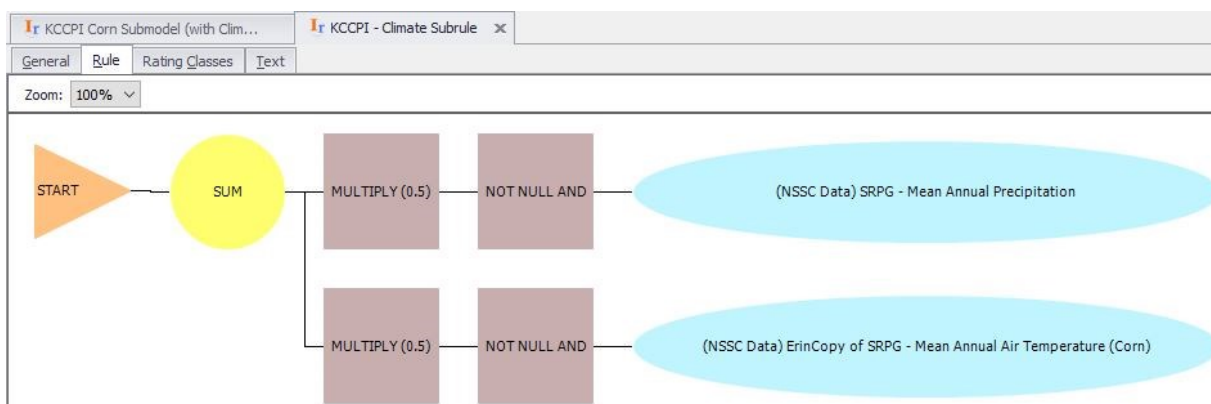 KCCPI Corn Submodel (with Clim...
KCCPI - Climate Subrule
General Rule Rating Classes Text
Zoom: 100%
START
SUM
MULTIPLY (0.5)
NOT NULL AND
(NSSC Data) SRPG - Mean Annual Precipitation
MULTIPLY (0.5)
NOT NULL AND
(NSSC Data) ErinCopy of SRPG - Mean Annual Air Temperature (Corn)